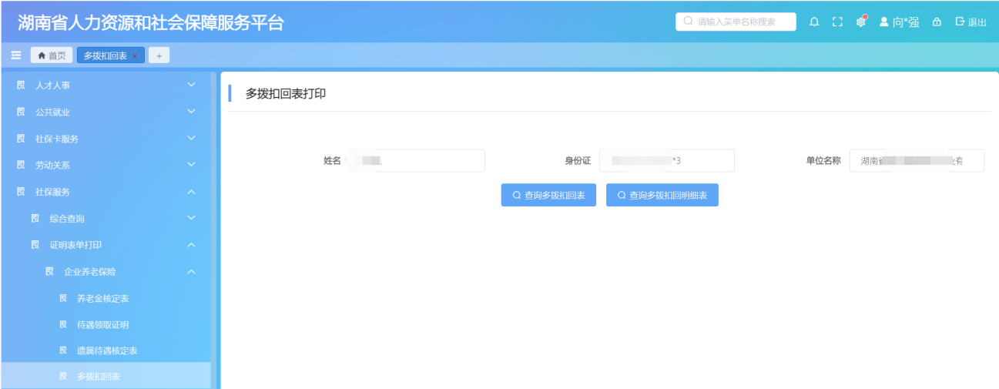 湖南省人力资源和社会保障服务平台
请输入菜单名称搜索
向*强
退出
首页
多拨扣回表 ×
+
人才人事
公共就业
社保卡服务
劳动关系
社保服务
综合查询
证明表单打印
企业养老保险
养老金核定表
待遇领取证明
遗属待遇核定表
多拨扣回表
多拨扣回表打印
姓名
身份证 *3
单位名称 湖南省 有
查询多拨扣回表
查询多拨扣回明细表